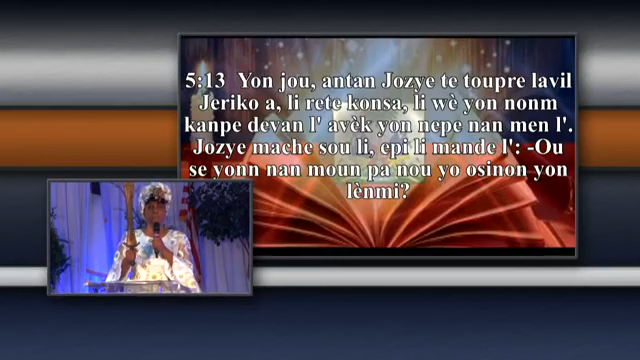 5:13 Yon jou, antan Jozye te toupre lavil
Jeriko a, li rete konsa, li wè yon nonm
kanpe devan l' avèk yon nepe nan men l'.
Jozye mache sou li, epi li mande l': -Ou
se yonn nan moun pa nou yo osinon yon
lènmi?